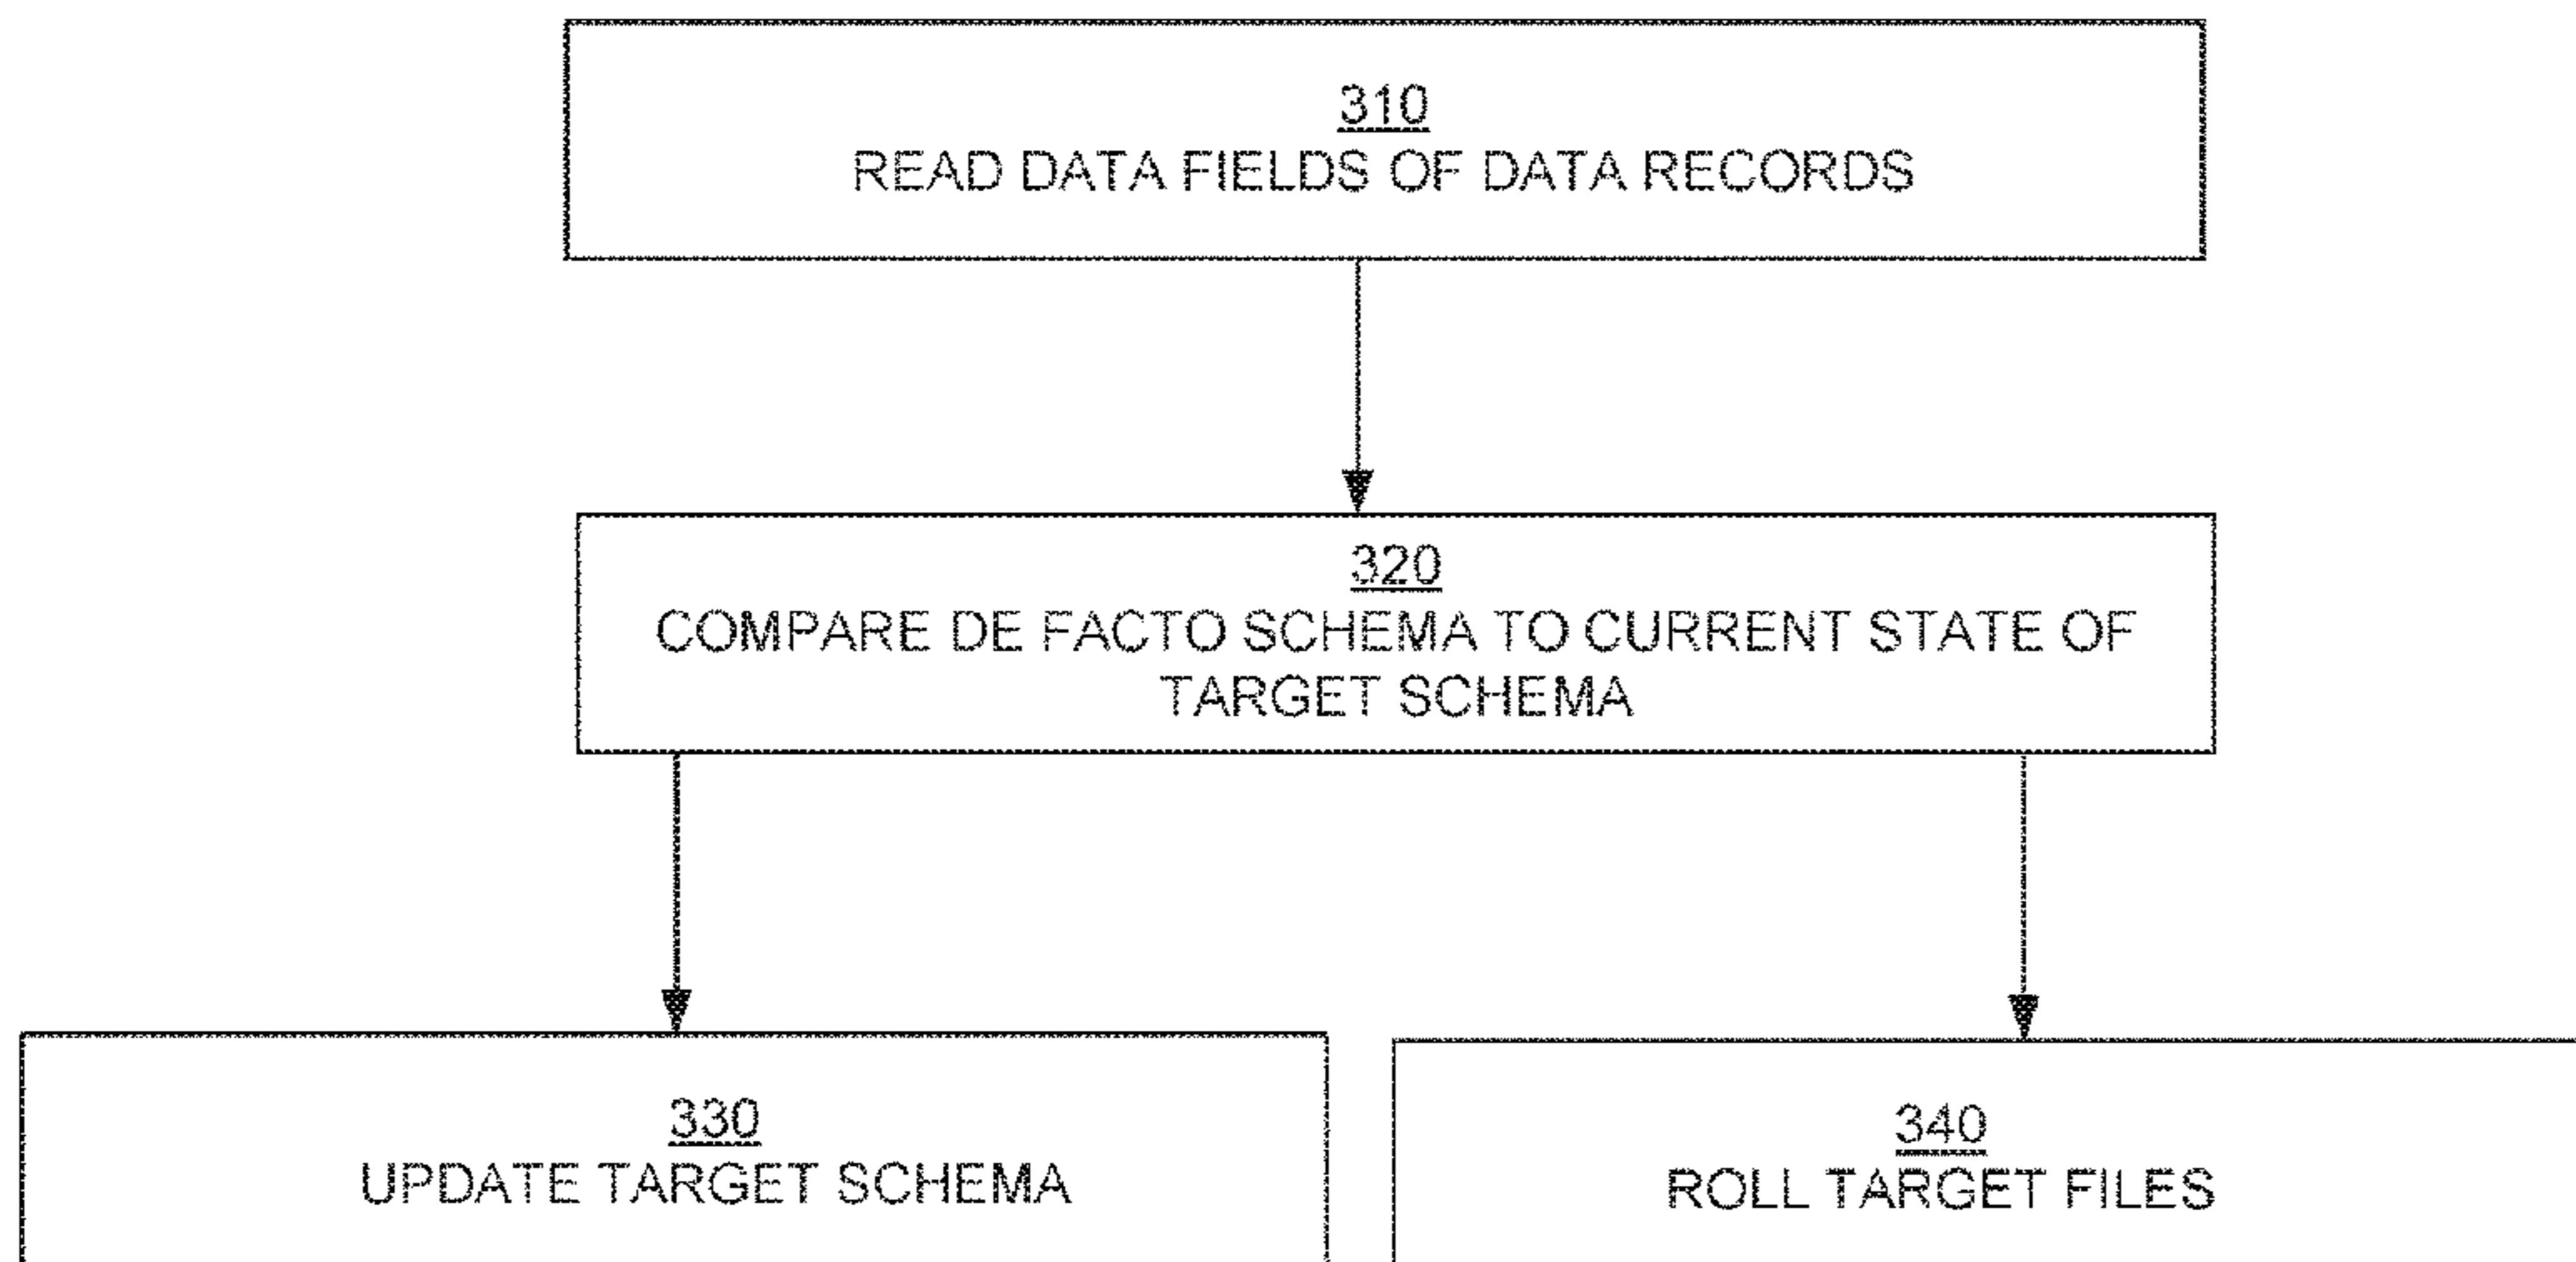 310
READ DATA FIELDS OF DATA RECORDS
320
COMPARE DE FACTO SCHEMA TO CURRENT STATE OF
TARGET SCHEMA
330
UPDATE TARGET SCHEMA
340
ROLL TARGET FILES